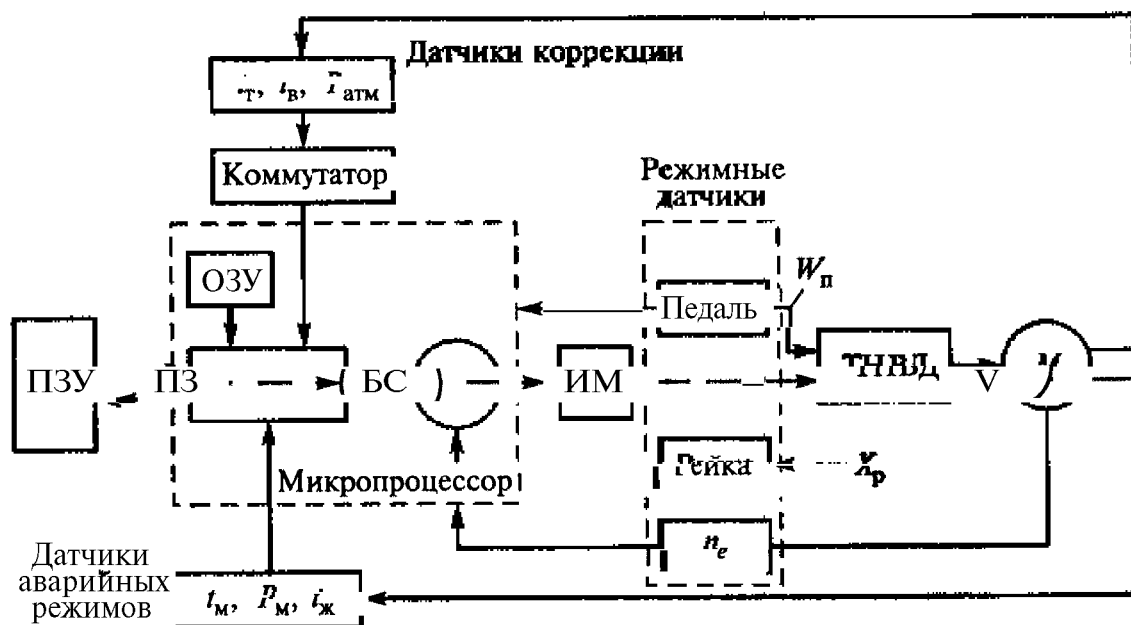 Датчики коррекции
t_т, t_в, P_атм
Коммутатор
Режимные
датчики
ОЗУ
W_п
Педаль
ПЗУ
ПЗ
БС
ИМ
ТНВД
V
Рейка
X_р
Микропроцессор
n_e
Датчики
аварийных
режимов
t_м, P_м, t_ж